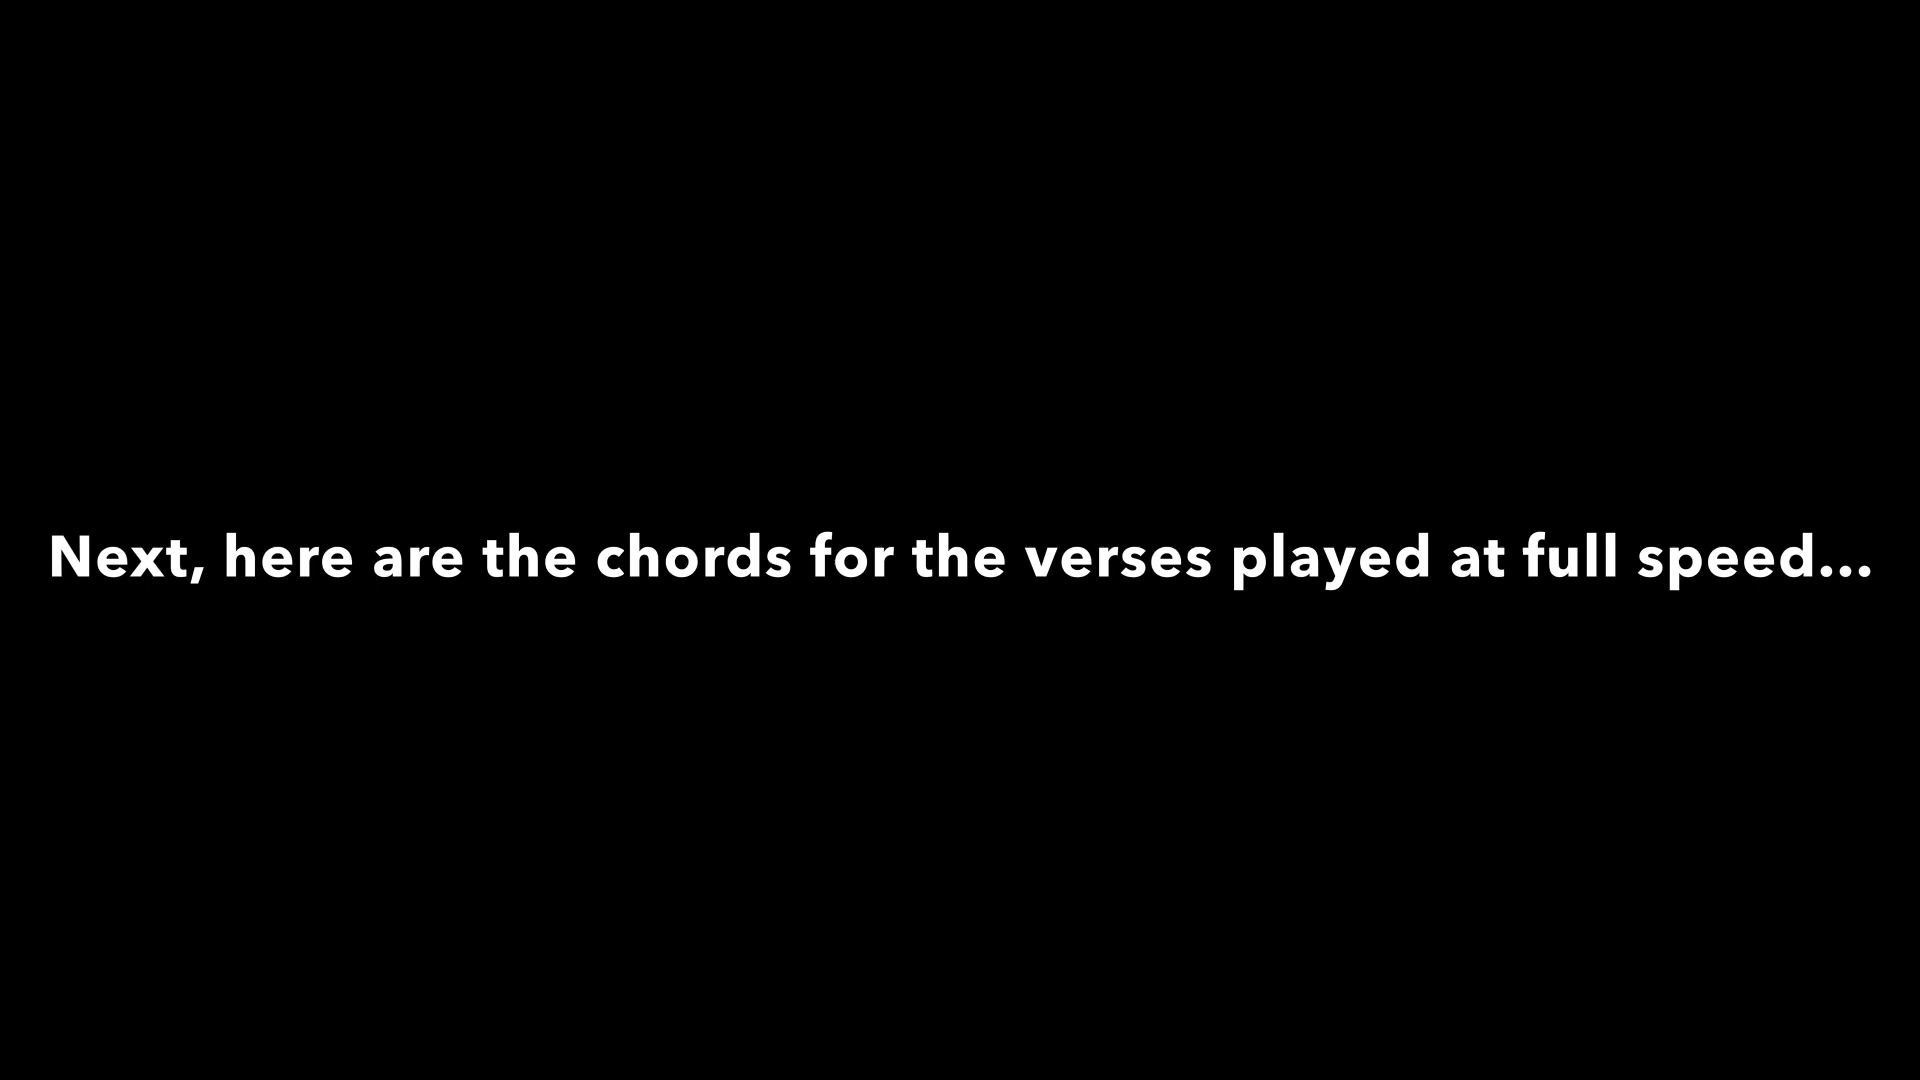 Next, here are the chords for the verses played at full speed...